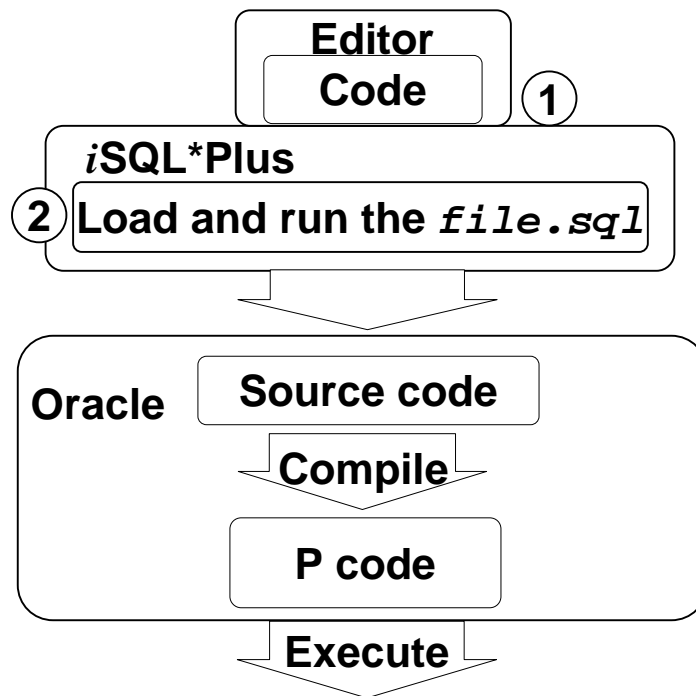 Editor
Code
1
iSQL*Plus
2
Load and run the file.sql
Oracle
Source code
Compile
P code
Execute